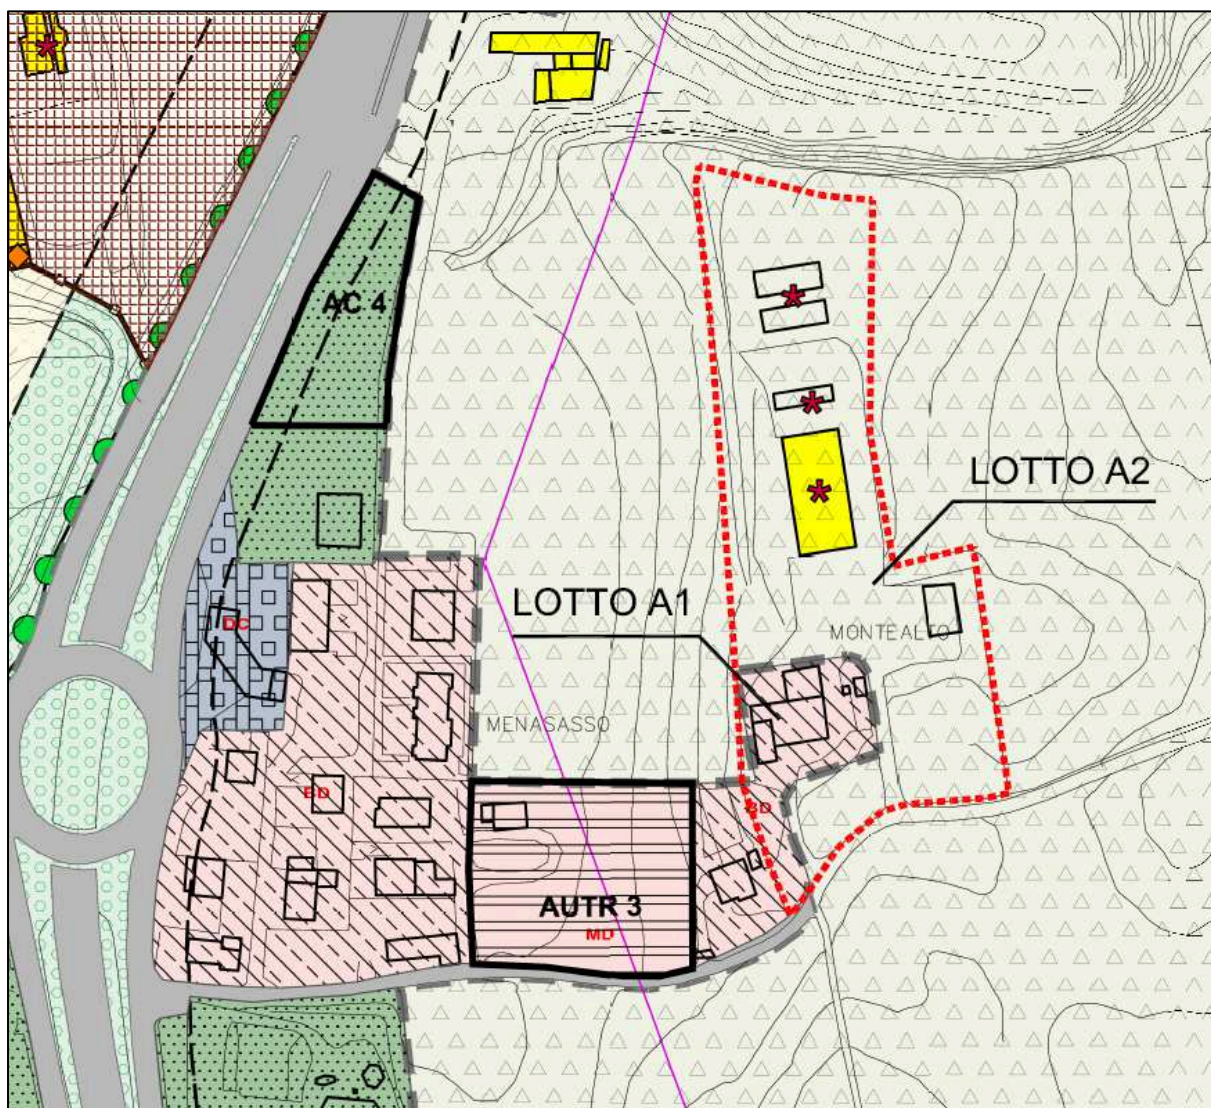 AC 4
LOTTO A2
LOTTO A1
DC
MONTEALTO
MENASASSO
BD
BD
AUTR 3
MD